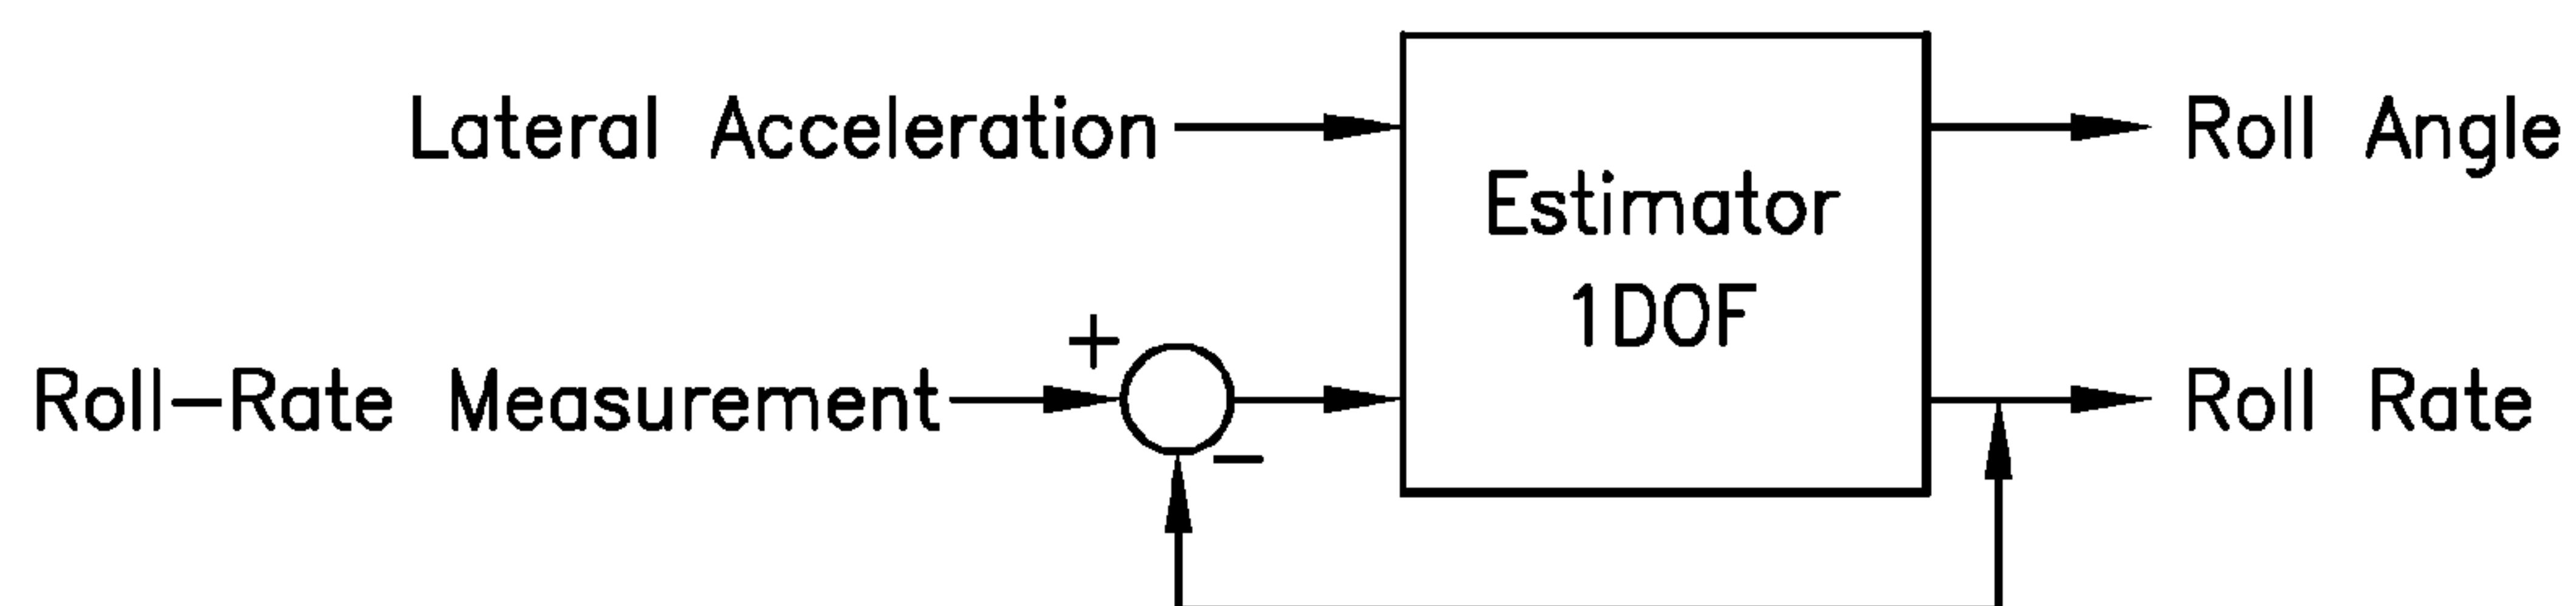 Lateral Acceleration
Roll Angle
Estimator
1DOF
+
Roll-Rate Measurement
−
Roll Rate